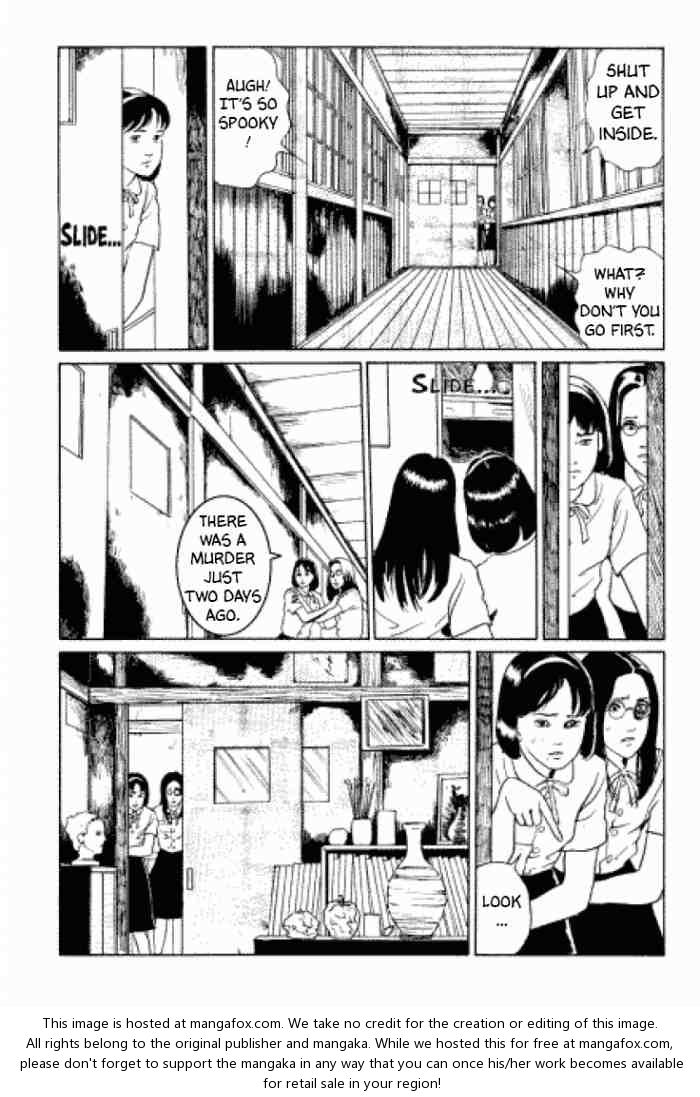 SHUT
UP AND
GET
INSIDE.
AUGH!
IT'S SO
SPOOKY
!
WHAT?
WHY
DON'T YOU
GO FIRST.
SLIDE...
SLIDE....
THERE
WAS A
MURDER
JUST
TWO DAYS
AGO.
LOOK
...
This image is hosted at mangafox.com. We take no credit for the creation or editing of this image.
All rights belong to the original publisher and mangaka. While we hosted this for free at mangafox.com,
please don't forget to support the mangaka in any way that you can once his/her work becomes available
for retail sale in your region!